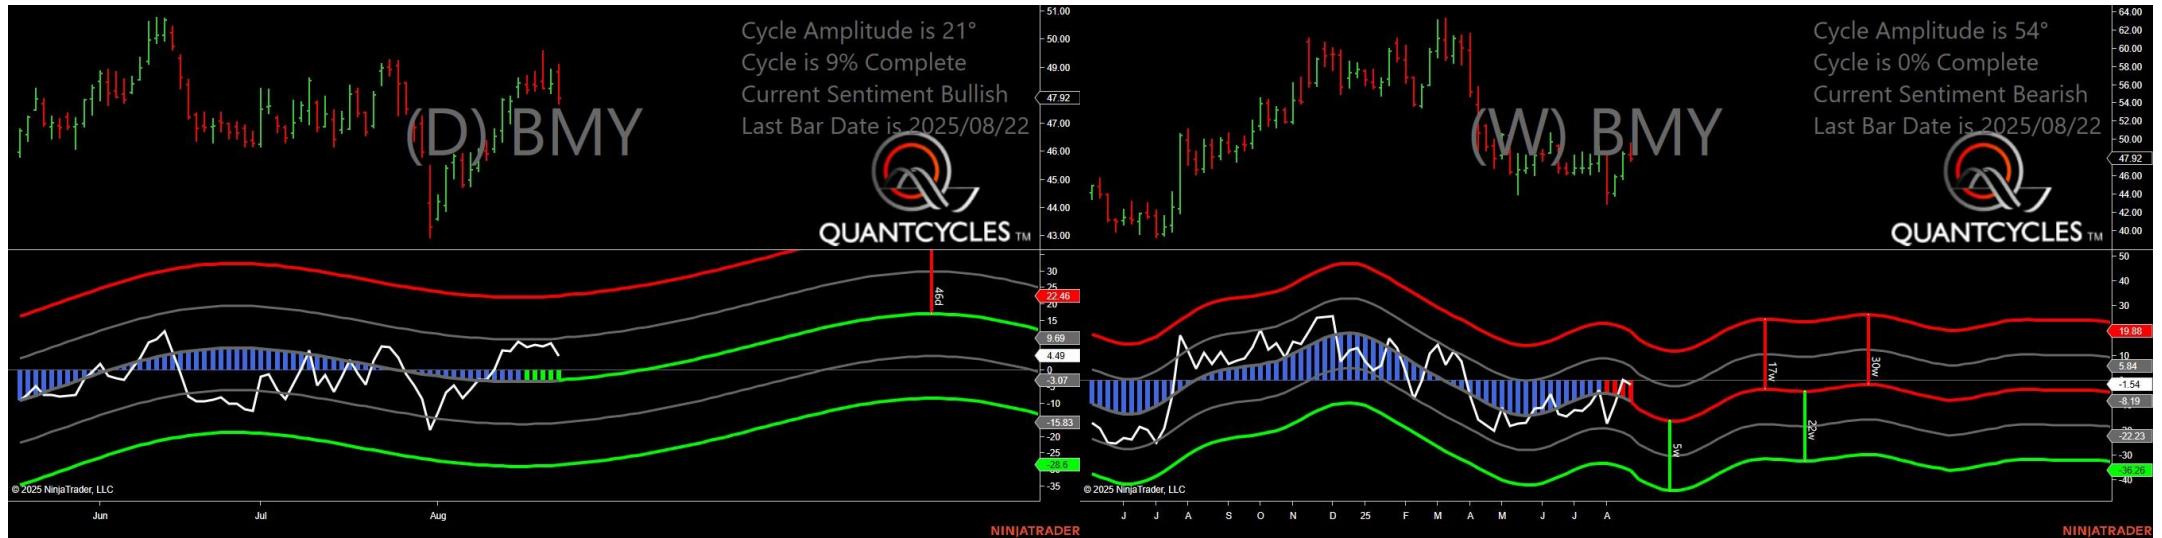 Cycle Amplitude is 21°
Cycle is 9% Complete
Current Sentiment Bullish
Last Bar Date is 2025/08/22
(D) BMY
QUANTCYCLES TM
51.00
50.00
49.00
47.92
47.00
46.00
45.00
44.00
43.00
46d
30
25
22.46
20
15
9.69
4.49
0
-3.07
-10
-15.83
-20
-25
-28.6
-35
© 2025 NinjaTrader, LLC
Jun Jul Aug
NINJATRADER
Cycle Amplitude is 54°
Cycle is 0% Complete
Current Sentiment Bearish
Last Bar Date is 2025/08/22
(W) BMY
QUANTCYCLES TM
64.00
62.00
60.00
58.00
56.00
54.00
52.00
50.00
47.92
46.00
44.00
42.00
40.00
5w
17w
22w
30w
50
40
30
19.88
10
5.84
-1.54
-8.19
-22.23
-30
-36.26
-40
© 2025 NinjaTrader, LLC
J J A S O N D 25 F M A M J J A
NINJATRADER